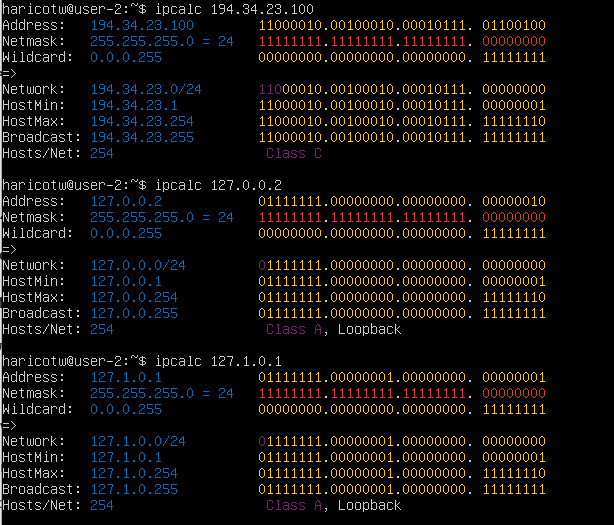 haricotw@user-2:~$ ipcalc 194.34.23.100
Address:   194.34.23.100        11000010.00100010.00010111. 01100100
Netmask:   255.255.255.0 = 24   11111111.11111111.11111111. 00000000
Wildcard:  0.0.0.255            00000000.00000000.00000000. 11111111
=>
Network:   194.34.23.0/24       11000010.00100010.00010111. 00000000
HostMin:   194.34.23.1          11000010.00100010.00010111. 00000001
HostMax:   194.34.23.254        11000010.00100010.00010111. 11111110
Broadcast: 194.34.23.255        11000010.00100010.00010111. 11111111
Hosts/Net: 254                   Class C
haricotw@user-2:~$ ipcalc 127.0.0.2
Address:   127.0.0.2            01111111.00000000.00000000. 00000010
Netmask:   255.255.255.0 = 24   11111111.11111111.11111111. 00000000
Wildcard:  0.0.0.255            00000000.00000000.00000000. 11111111
=>
Network:   127.0.0.0/24         01111111.00000000.00000000. 00000000
HostMin:   127.0.0.1            01111111.00000000.00000000. 00000001
HostMax:   127.0.0.254          01111111.00000000.00000000. 11111110
Broadcast: 127.0.0.255          01111111.00000000.00000000. 11111111
Hosts/Net: 254                   Class A, Loopback
haricotw@user-2:~$ ipcalc 127.1.0.1
Address:   127.1.0.1            01111111.00000001.00000000. 00000001
Netmask:   255.255.255.0 = 24   11111111.11111111.11111111. 00000000
Wildcard:  0.0.0.255            00000000.00000000.00000000. 11111111
=>
Network:   127.1.0.0/24         01111111.00000001.00000000. 00000000
HostMin:   127.1.0.1            01111111.00000001.00000000. 00000001
HostMax:   127.1.0.254          01111111.00000001.00000000. 11111110
Broadcast: 127.1.0.255          01111111.00000001.00000000. 11111111
Hosts/Net: 254                   Class A, Loopback